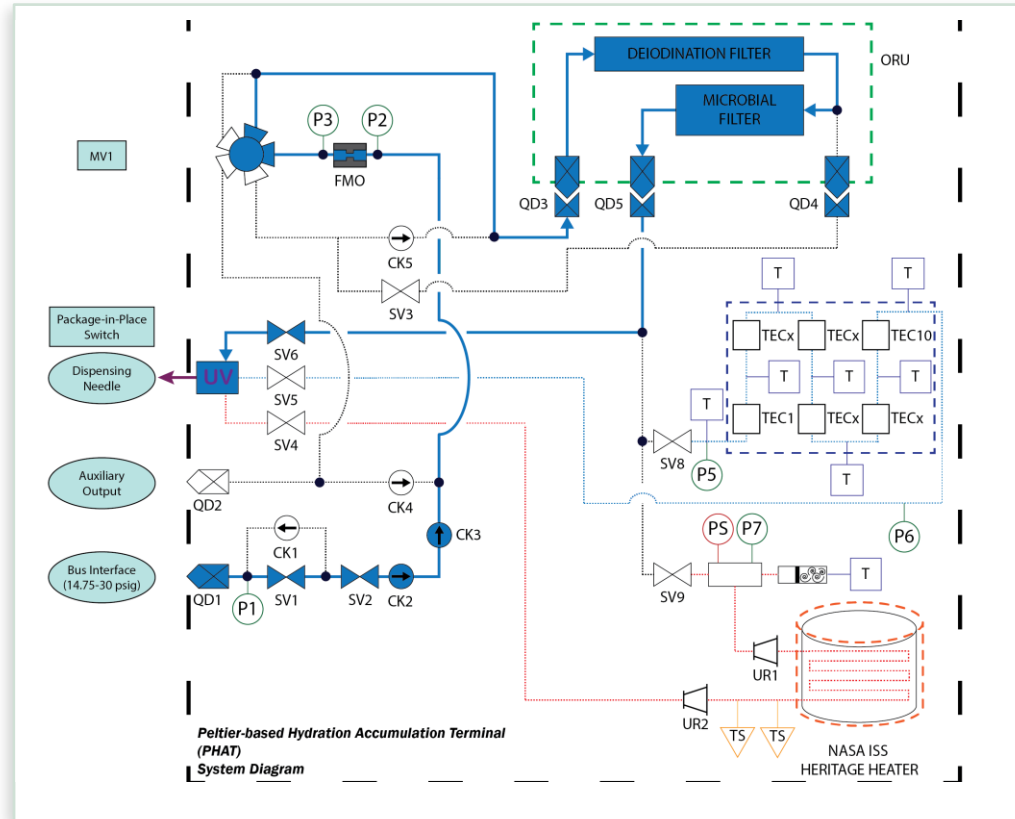 DEIODINATION FILTER
ORU
MICROBIAL
FILTER
P3
P2
MV1
FMO
QD3
QD5
QD4
CK5
T
T
SV3
Package-in-Place
Switch
SV6
TECx
TECx
TEC10
Dispensing
Needle
UV
SV5
T
T
T
T
SV4
TEC1
TECx
TECx
SV8
P5
T
Auxiliary
Output
QD2
CK4
CK3
PS
P7
P6
CK1
Bus Interface
(14.75-30 psig)
QD1
P1
SV1
SV2
CK2
SV9
T
UR1
UR2
TS
TS
Peltier-based Hydration Accumulation Terminal
(PHAT)
System Diagram
NASA ISS
HERITAGE HEATER